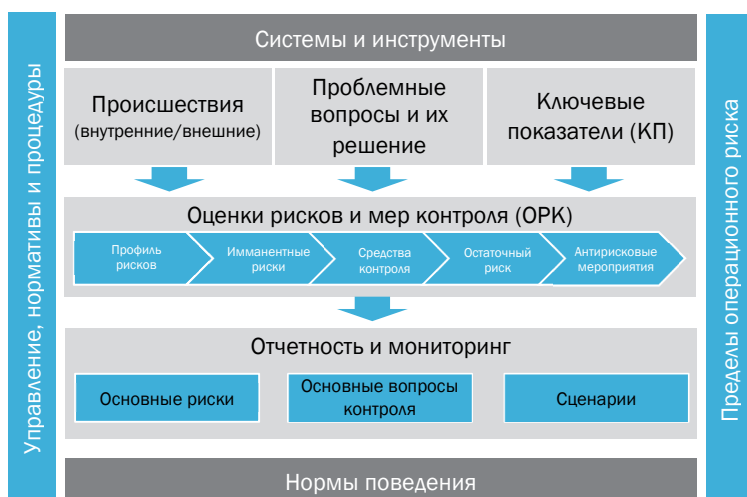 Управление, нормативы и процедуры
Системы и инструменты
Происшествия
(внутренние/внешние)
Проблемные
вопросы и их
решение
Ключевые
показатели (КП)
Оценки рисков и мер контроля (ОРК)
Профиль
рисков
Имманентные
риски
Средства
контроля
Остаточный
риск
Антирисковые
мероприятия
Отчетность и мониторинг
Основные риски
Основные вопросы
контроля
Сценарии
Нормы поведения
Пределы операционного риска